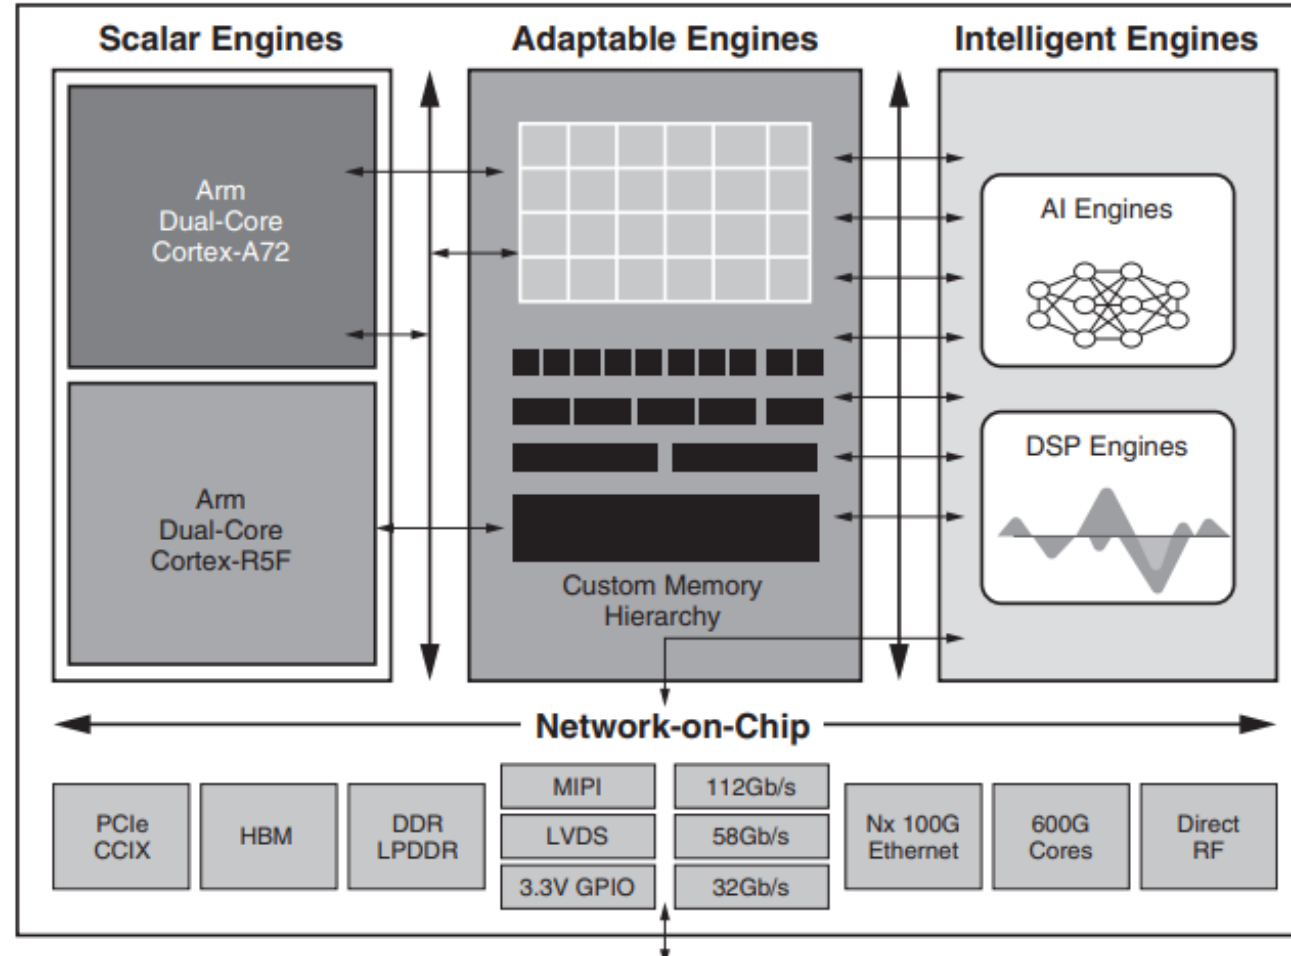 Scalar Engines
Adaptable Engines
Intelligent Engines
Arm
Dual-Core
Cortex-A72
Arm
Dual-Core
Cortex-R5F
Custom Memory
Hierarchy
AI Engines
DSP Engines
Network-on-Chip
PCIe
CCIX
HBM
DDR
LPDDR
MIPI
LVDS
3.3V GPIO
112Gb/s
58Gb/s
32Gb/s
Nx 100G
Ethernet
600G
Cores
Direct
RF